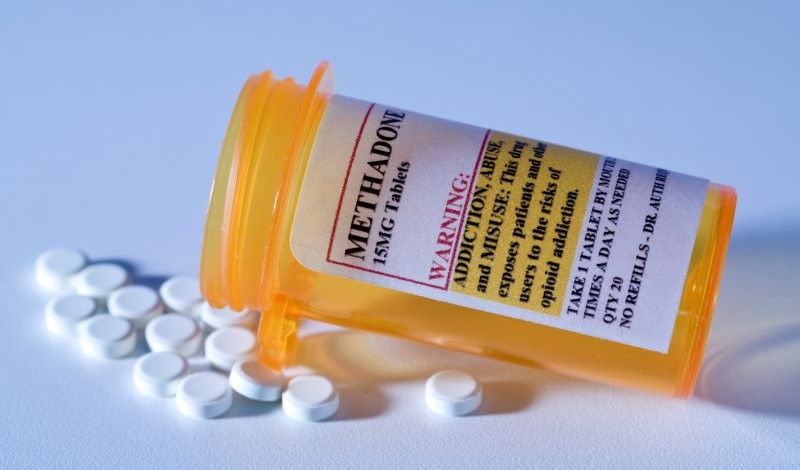 METHADONE
15MG Tablets
WARNING:
ADDICTION, ABUSE,
and MISUSE: This drug
exposes patients and other
users to the risks of
opioid addiction.
TAKE 1 TABLET BY MOUTH
TIMES A DAY AS NEEDED
QTY 20
NO REFILLS - DR. AUTH